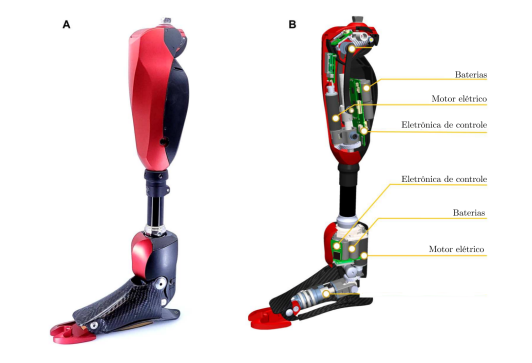 A
B
Baterias
Motor elétrico
Eletrônica de controle
Eletrônica de controle
Baterias
Motor elétrico